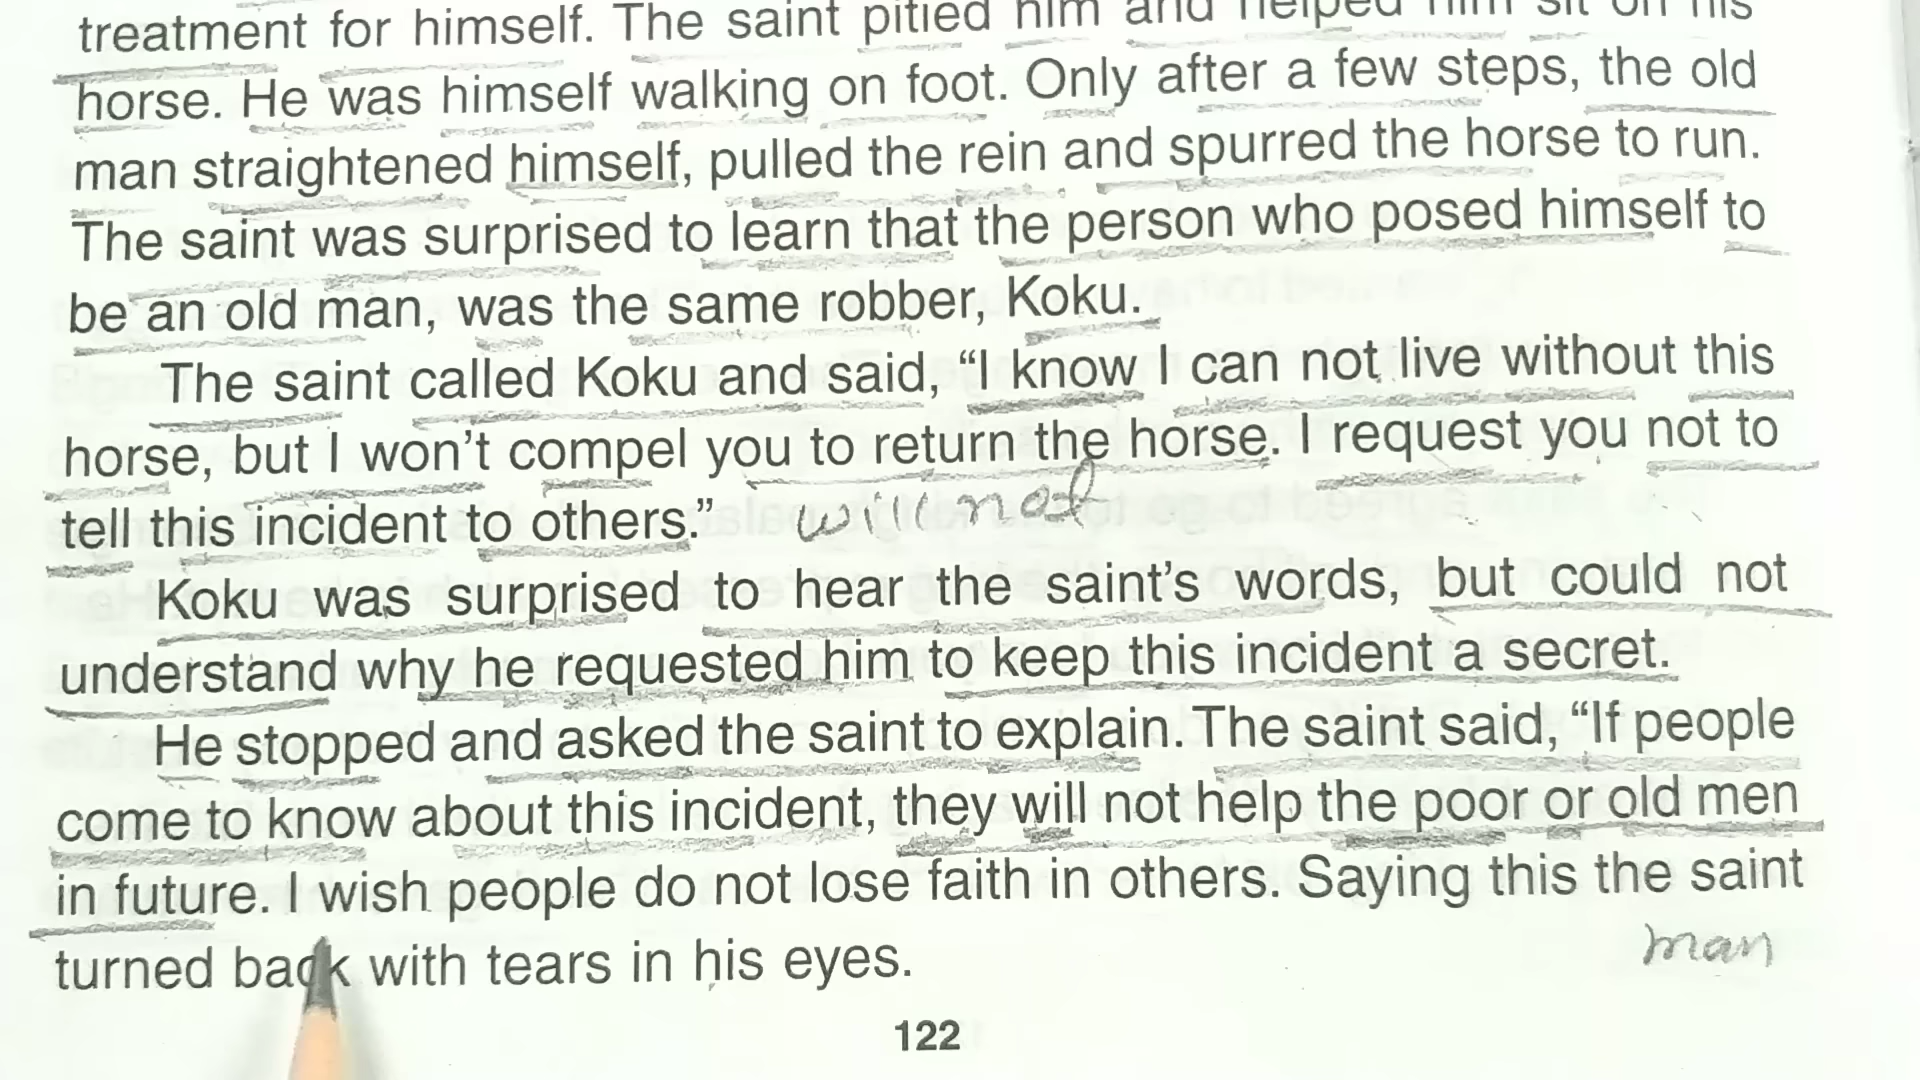 treatment for himself. The saint pitied him and helped him sit on his
horse. He was himself walking on foot. Only after a few steps, the old
man straightened himself, pulled the rein and spurred the horse to run.
The saint was surprised to learn that the person who posed himself to
be an old man, was the same robber, Koku.
The saint called Koku and said, “I know I can not live without this
horse, but I won’t compel you to return the horse. I request you not to
tell this incident to others.” will not
Koku was surprised to hear the saint’s words, but could not
understand why he requested him to keep this incident a secret.
He stopped and asked the saint to explain. The saint said, “If people
come to know about this incident, they will not help the poor or old men
in future. I wish people do not lose faith in others. Saying this the saint
man
turned back with tears in his eyes.
122